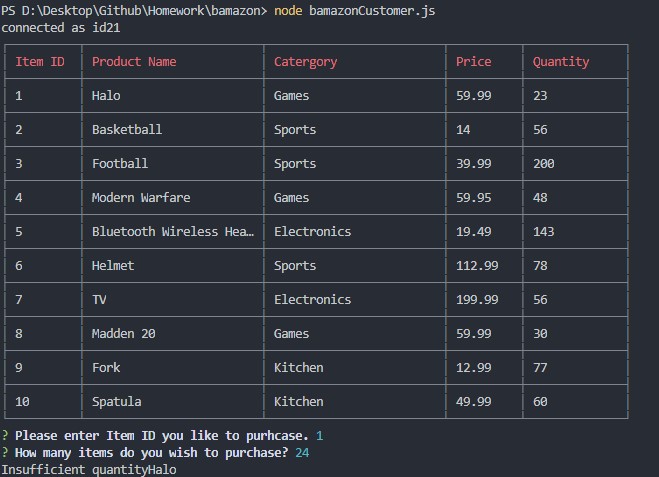 PS D:\Desktop\Github\Homework\bamazon> node bamazonCustomer.js
connected as id21
Item ID Product Name Catergory Price Quantity
1 Halo Games 59.99 23
2 Basketball Sports 14 56
3 Football Sports 39.99 200
4 Modern Warfare Games 59.95 48
5 Bluetooth Wireless Hea… Electronics 19.49 143
6 Helmet Sports 112.99 78
7 TV Electronics 199.99 56
8 Madden 20 Games 59.99 30
9 Fork Kitchen 12.99 77
10 Spatula Kitchen 49.99 60
? Please enter Item ID you like to purhcase. 1
? How many items do you wish to purchase? 24
Insufficient quantityHalo